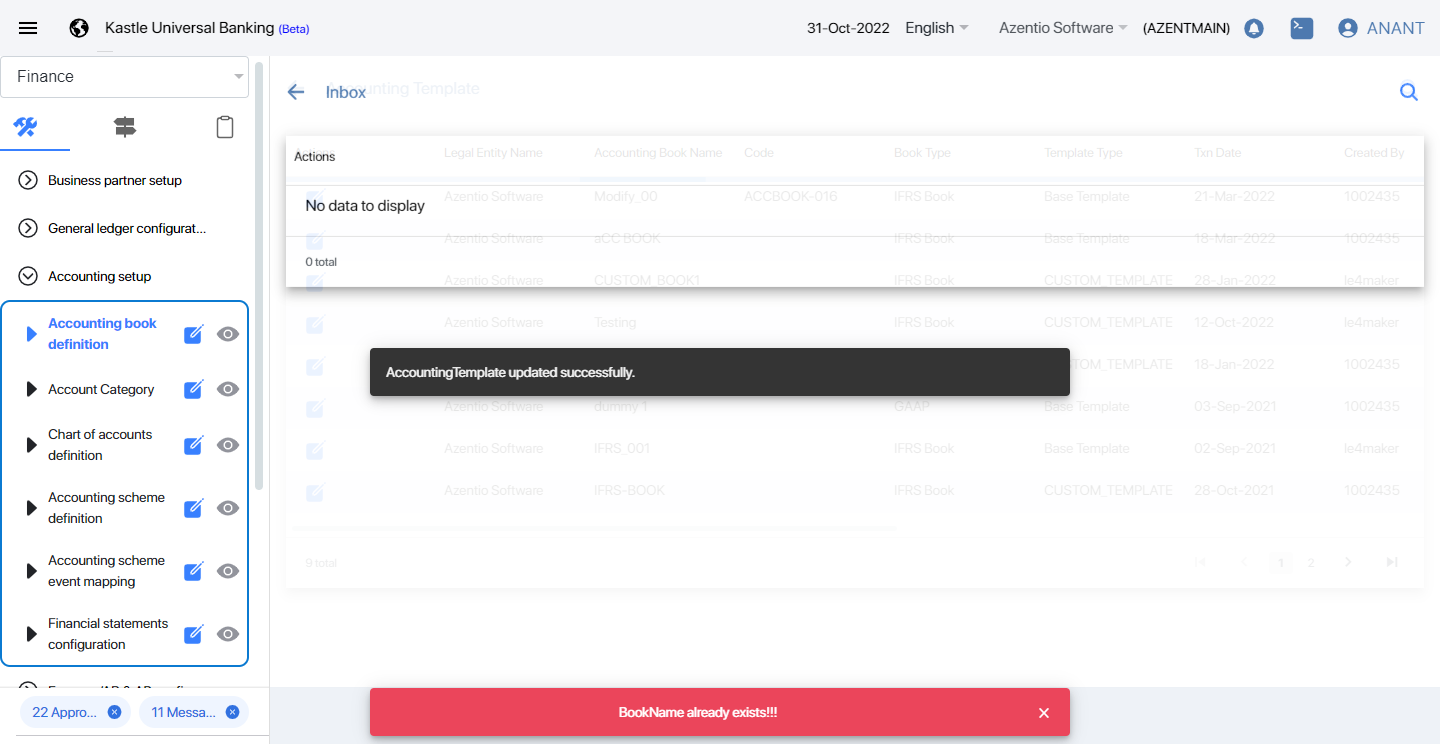 Kastle Universal Banking (Beta)
31-Oct-2022 English Azentio Software (AZENTMAIN) ANANT
Finance
Business partner setup
General ledger configurat...
Accounting setup
Accounting book
definition
Account Category
Chart of accounts
definition
Accounting scheme
definition
Accounting scheme
event mapping
Financial statements
configuration
22 Appro... 11 Messa...
Inbox
Accounting Template
Actions
Legal Entity Name Accounting Book Name Code Book Type Template Type Txn Date Created By
Azentio Software Modify_00 ACCBOOK-016 IFRS Book Base Template 21-Mar-2022 1002435
No data to display
Azentio Software aCC BOOK IFRS Book Base Template 18-Mar-2022 1002435
0 total
Azentio Software CUSTOM_BOOK1 IFRS Book CUSTOM_TEMPLATE 28-Jan-2022 le4maker
Azentio Software Testing IFRS Book CUSTOM_TEMPLATE 12-Oct-2022 le4maker
AccountingTemplate updated successfully.
18-Jan-2022 1002435
Azentio Software dummy 1 GAAP Base Template 03-Sep-2021 1002435
Azentio Software IFRS_001 IFRS Book Base Template 02-Sep-2021 le4maker
Azentio Software IFRS-BOOK IFRS Book CUSTOM_TEMPLATE 28-Oct-2021 1002435
9 total 1 2
BookName already exists!!!